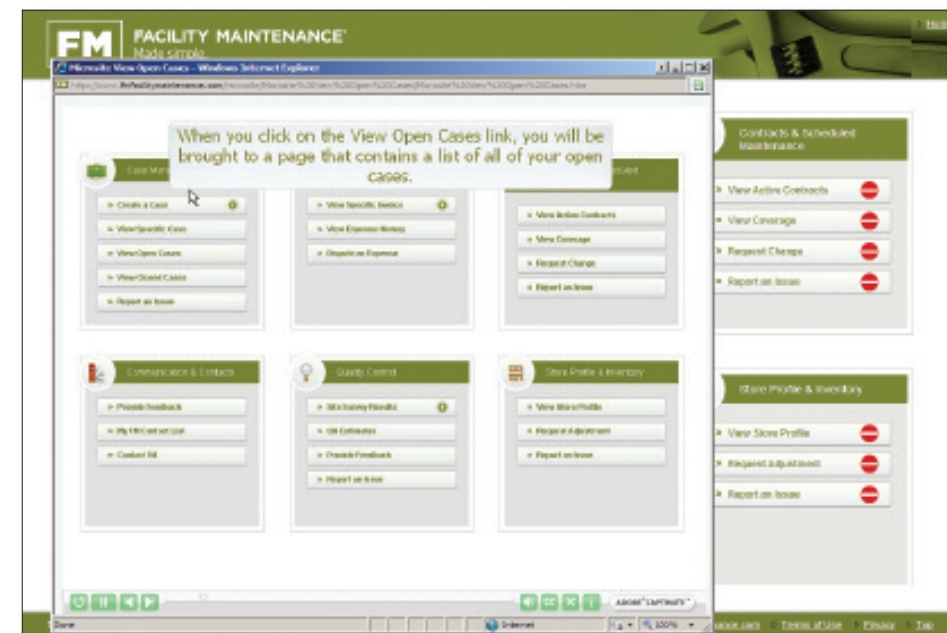 FM FACILITY MAINTENANCE
Made simple.
Microsite View Open Cases - Windows Internet Explorer
When you click on the View Open Cases link, you will be
brought to a page that contains a list of all of your open
cases.
» Create a Case
» View Specific Case
» View Open Cases
» View Closed Cases
» Report an Issue
» View Specific Invoice
» View Expense History
» Dispute an Expense
» View Active Contracts
» View Coverage
» Request Change
» Report an Issue
Communication & Contacts
» Provide Feedback
» My FM Contact List
» Contact FM
Quality Control
» Site Survey Results
» Provide Feedback
» Report an Issue
Store Profile & Inventory
» View Store Profile
» Request Adjustment
» Report an Issue
Contracts & Scheduled
Maintenance
» View Active Contracts
» View Coverage
» Request Change
» Report an Issue
Store Profile & Inventory
» View Store Profile
» Request Adjustment
» Report an Issue
CC
ADOBE CAPTIVATE
Done
Internet
100%
Terms of Use
Privacy
Top